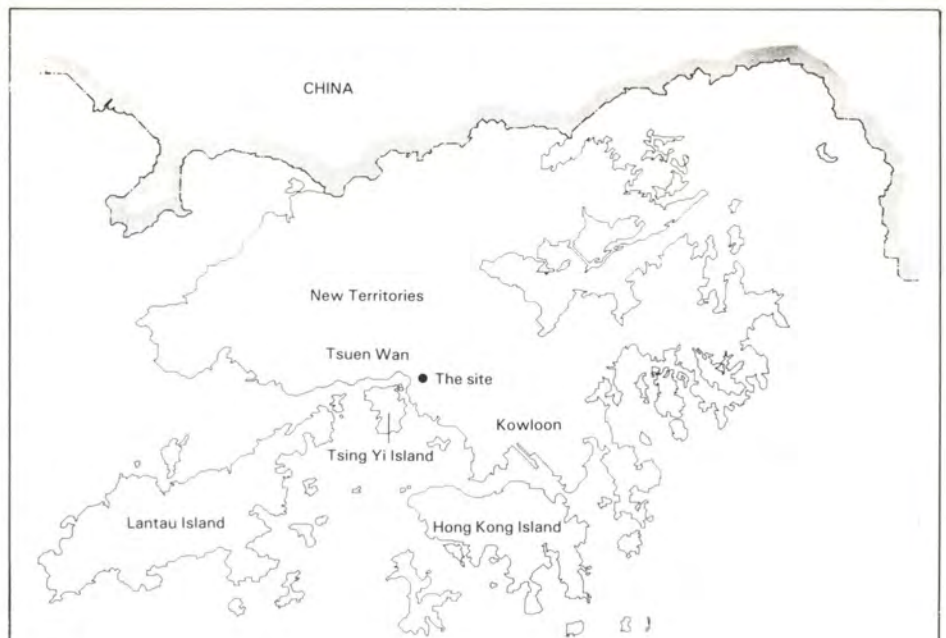 CHINA
New Territories
Tsuen Wan
The site
Kowloon
Tsing Yi Island
Lantau Island
Hong Kong Island